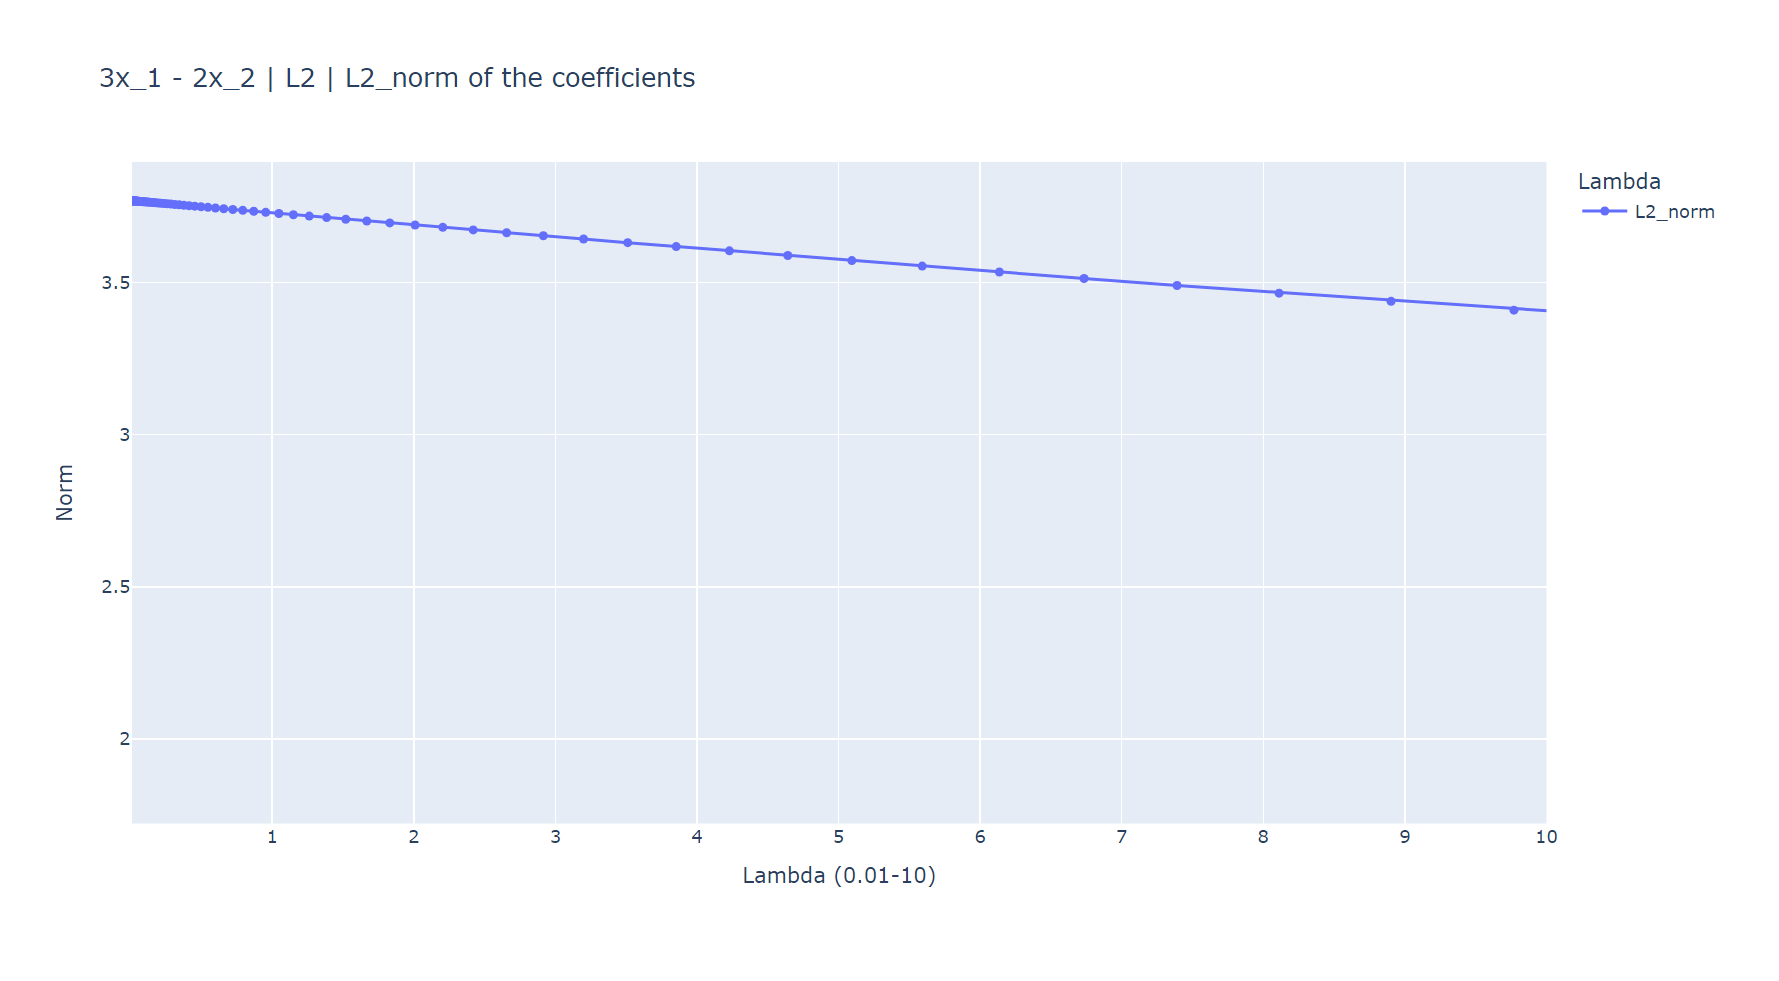 3x_1 - 2x_2 | L2 | L2_norm of the coefficients
Lambda
L2_norm
3.5
3
2.5
2
Norm
1 2 3 4 5 6 7 8 9 10
Lambda (0.01-10)